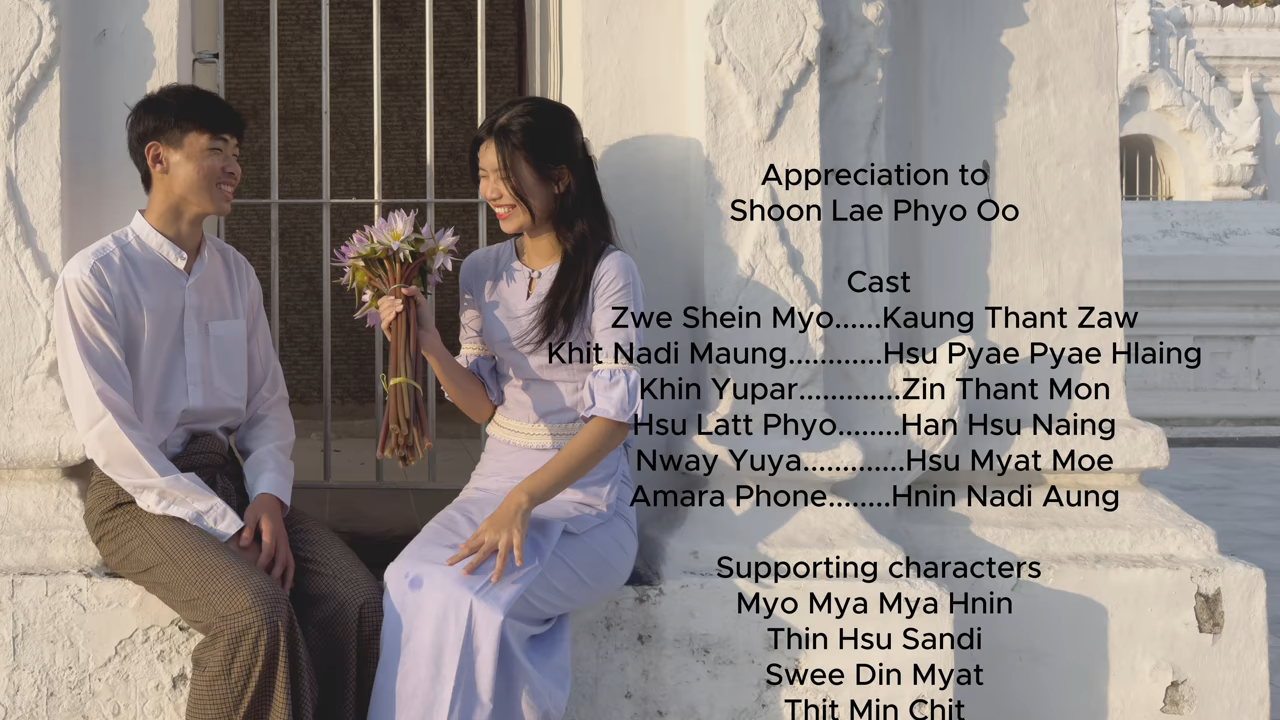 Appreciation to
Shoon Lae Phyo Oo
Cast
Zwe Shein Myo......Kaung Thant Zaw
Khit Nadi Maung............Hsu Pyae Pyae Hlaing
Khin Yupar.............Zin Thant Mon
Hsu Latt Phyo........Han Hsu Naing
Nway Yuya.............Hsu Myat Moe
Amara Phone........Hnin Nadi Aung
Supporting characters
Myo Mya Mya Hnin
Thin Hsu Sandi
Swee Din Myat
Thit Min Chit